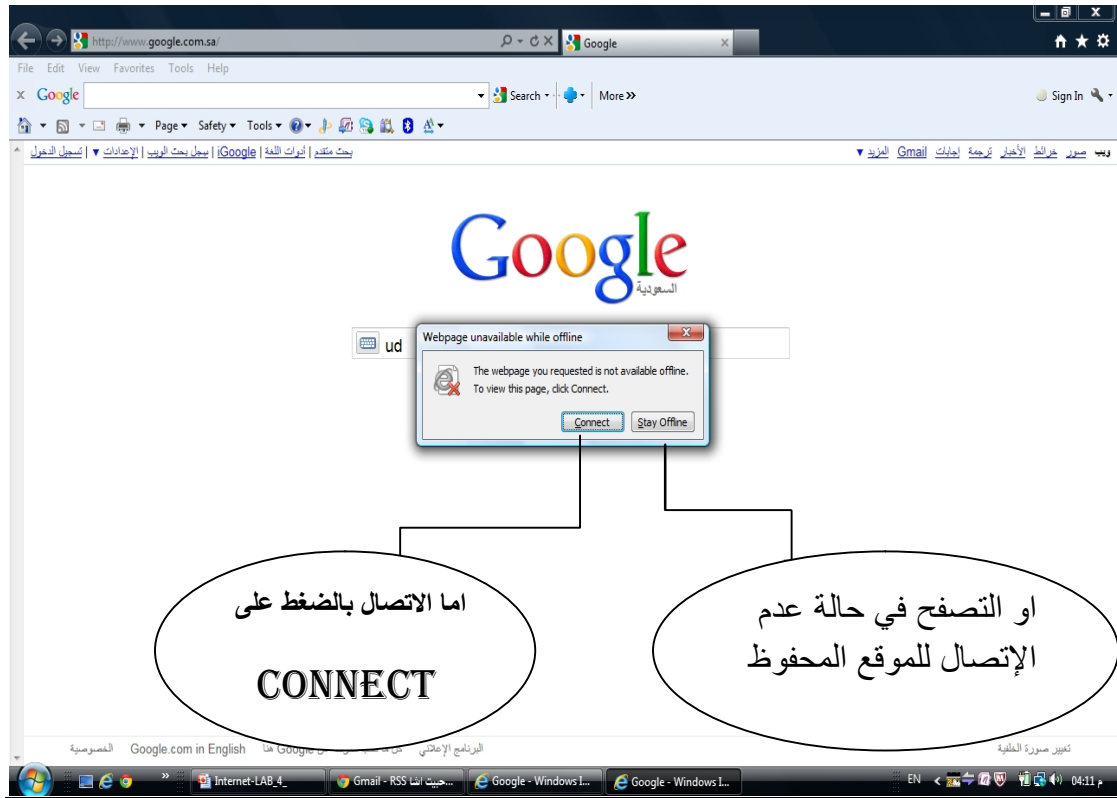 http://www.google.com.sa/
Google
File Edit View Favorites Tools Help
Google
Search
More >>
Sign In
Page Safety Tools
ويب صور خرائط الأخبار ترجمة إجابات Gmail المزيد ▼
بحث متقدم | أدوات اللغة | iGoogle | سجل بحث الويب | الإعدادات ▼ | تسجيل الدخول
Google
السعودية
ud
Webpage unavailable while offline
The webpage you requested is not available offline.
To view this page, click Connect.
Connect
Stay Offline
اما الاتصال بالضغط على
CONNECT
او التصفح في حالة عدم
الإتصال للموقع المحفوظ
تغيير صورة الخلفية
البرنامج الإعلاني
Google هنا
Google.com in English
الخصوصية
Internet-LAB_4_
Gmail - RSS حبيت اشا...
Google - Windows I...
Google - Windows I...
EN
04:11 م